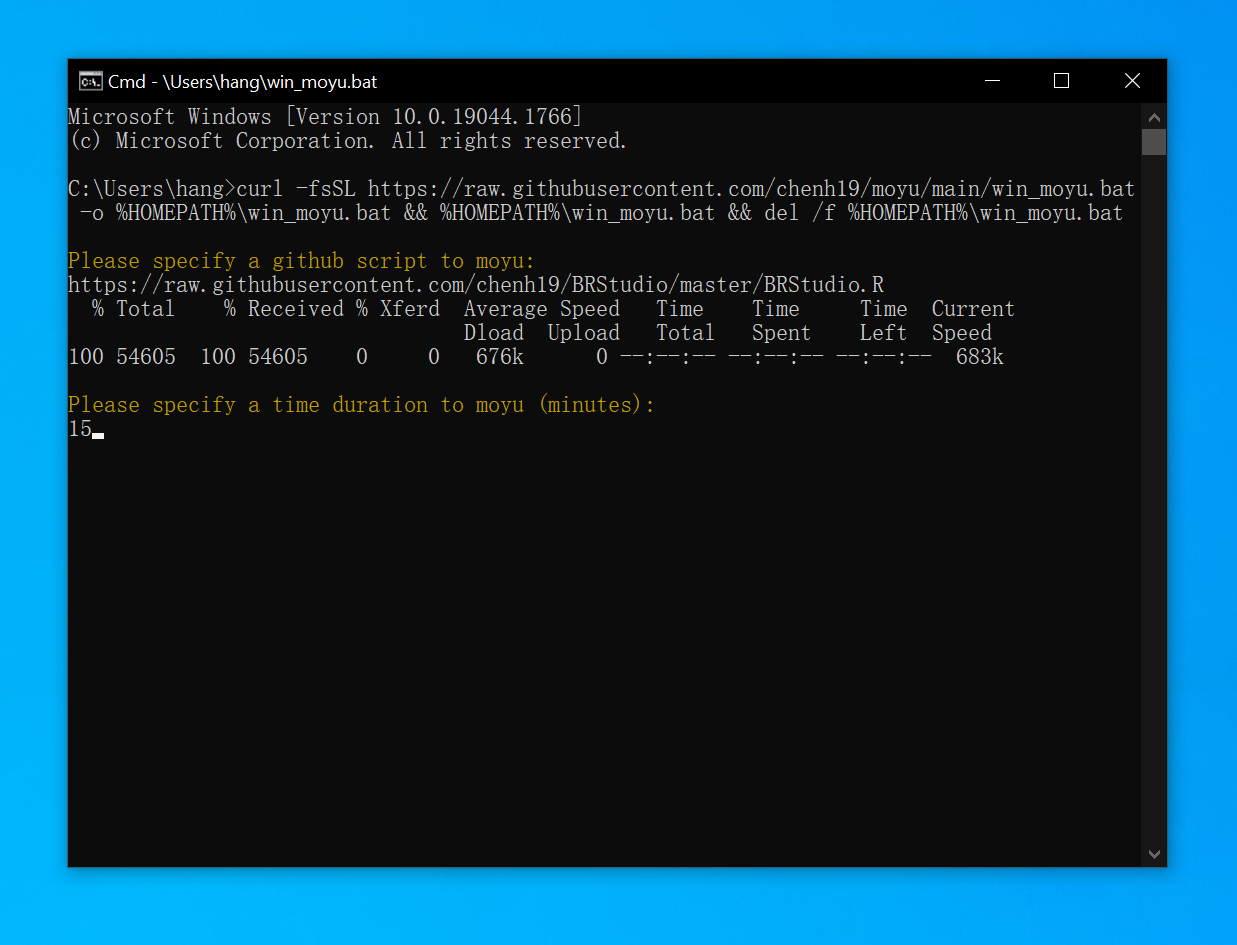 Cmd - \Users\hang\win_moyu.bat
Microsoft Windows [Version 10.0.19044.1766]
(c) Microsoft Corporation. All rights reserved.
C:\Users\hang>curl -fsSL https://raw.githubusercontent.com/chenh19/moyu/main/win_moyu.bat
-o %HOMEPATH%\win_moyu.bat && %HOMEPATH%\win_moyu.bat && del /f %HOMEPATH%\win_moyu.bat
Please specify a github script to moyu:
https://raw.githubusercontent.com/chenh19/BRStudio/master/BRStudio.R
% Total % Received % Xferd Average Speed Time Time Time Current
Dload Upload Total Spent Left Speed
100 54605 100 54605 0 0 676k 0 --:--:-- --:--:-- --:--:-- 683k
Please specify a time duration to moyu (minutes):
15